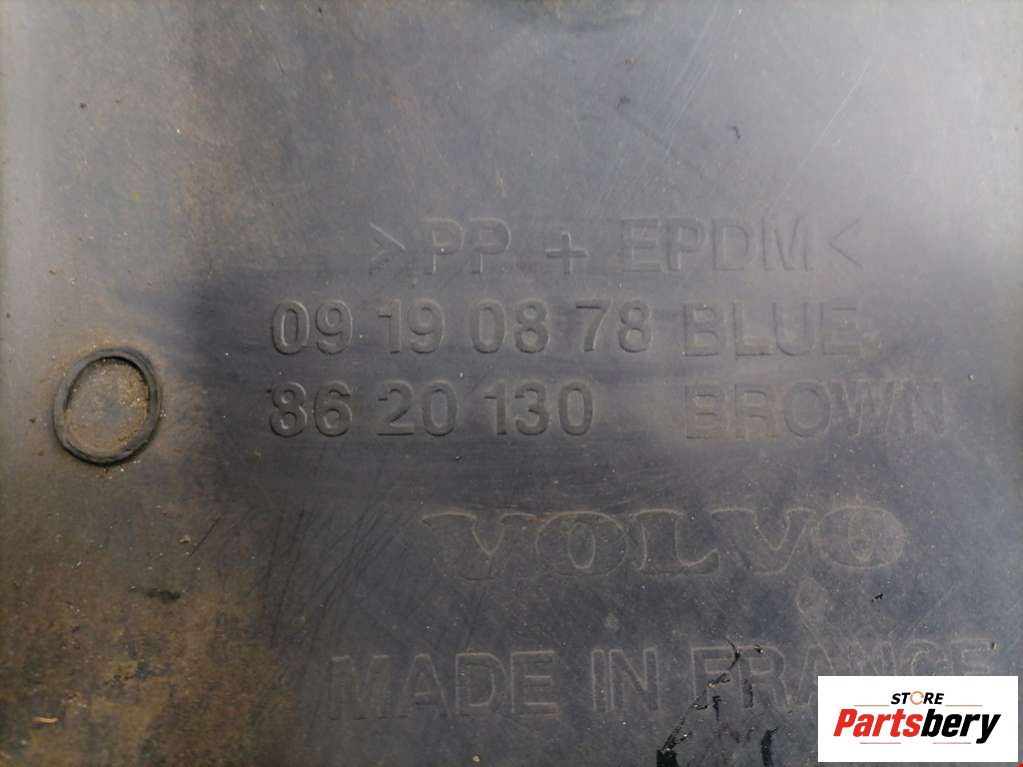 >PP + EPDM<
09 19 08 78 BLUE
86 20 130 BROWN
VOLVO
MADE IN FRANCE
STORE
Partsbery